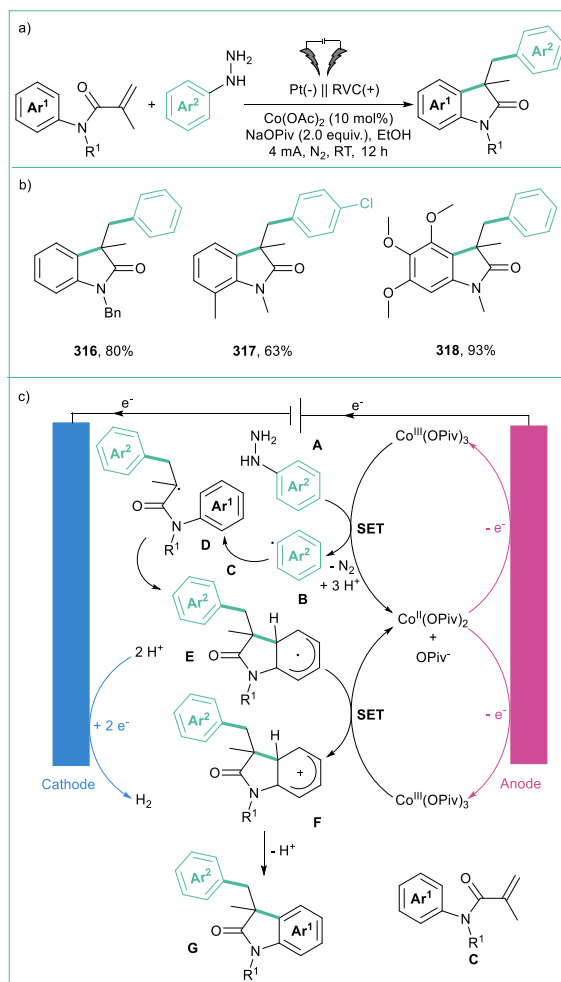 a)
Ar1
N
R1
O
+
Ar2
NH2
HN
Pt(-) || RVC(+)
Co(OAc)2 (10 mol%)
NaOPiv (2.0 equiv.), EtOH
4 mA, N2, RT, 12 h
Ar2
Ar1
O
N
R1
b)
O
N
Bn
316, 80%
Cl
O
N
317, 63%
O
O
O
O
N
318, 93%
c)
e-
e-
NH2
HN
A
Ar2
CoIII(OPiv)3
Ar2
O
Ar1
N
R1
D
C
Ar2
B
SET
- N2
+ 3 H+
- e-
Ar2
H
O
N
R1
E
CoII(OPiv)2
+
OPiv-
2 H+
+ 2 e-
H2
Cathode
SET
- e-
Ar2
H
O
N
R1
+
F
CoIII(OPiv)3
Anode
- H+
Ar2
O
N
R1
Ar1
G
O
Ar1
N
R1
C